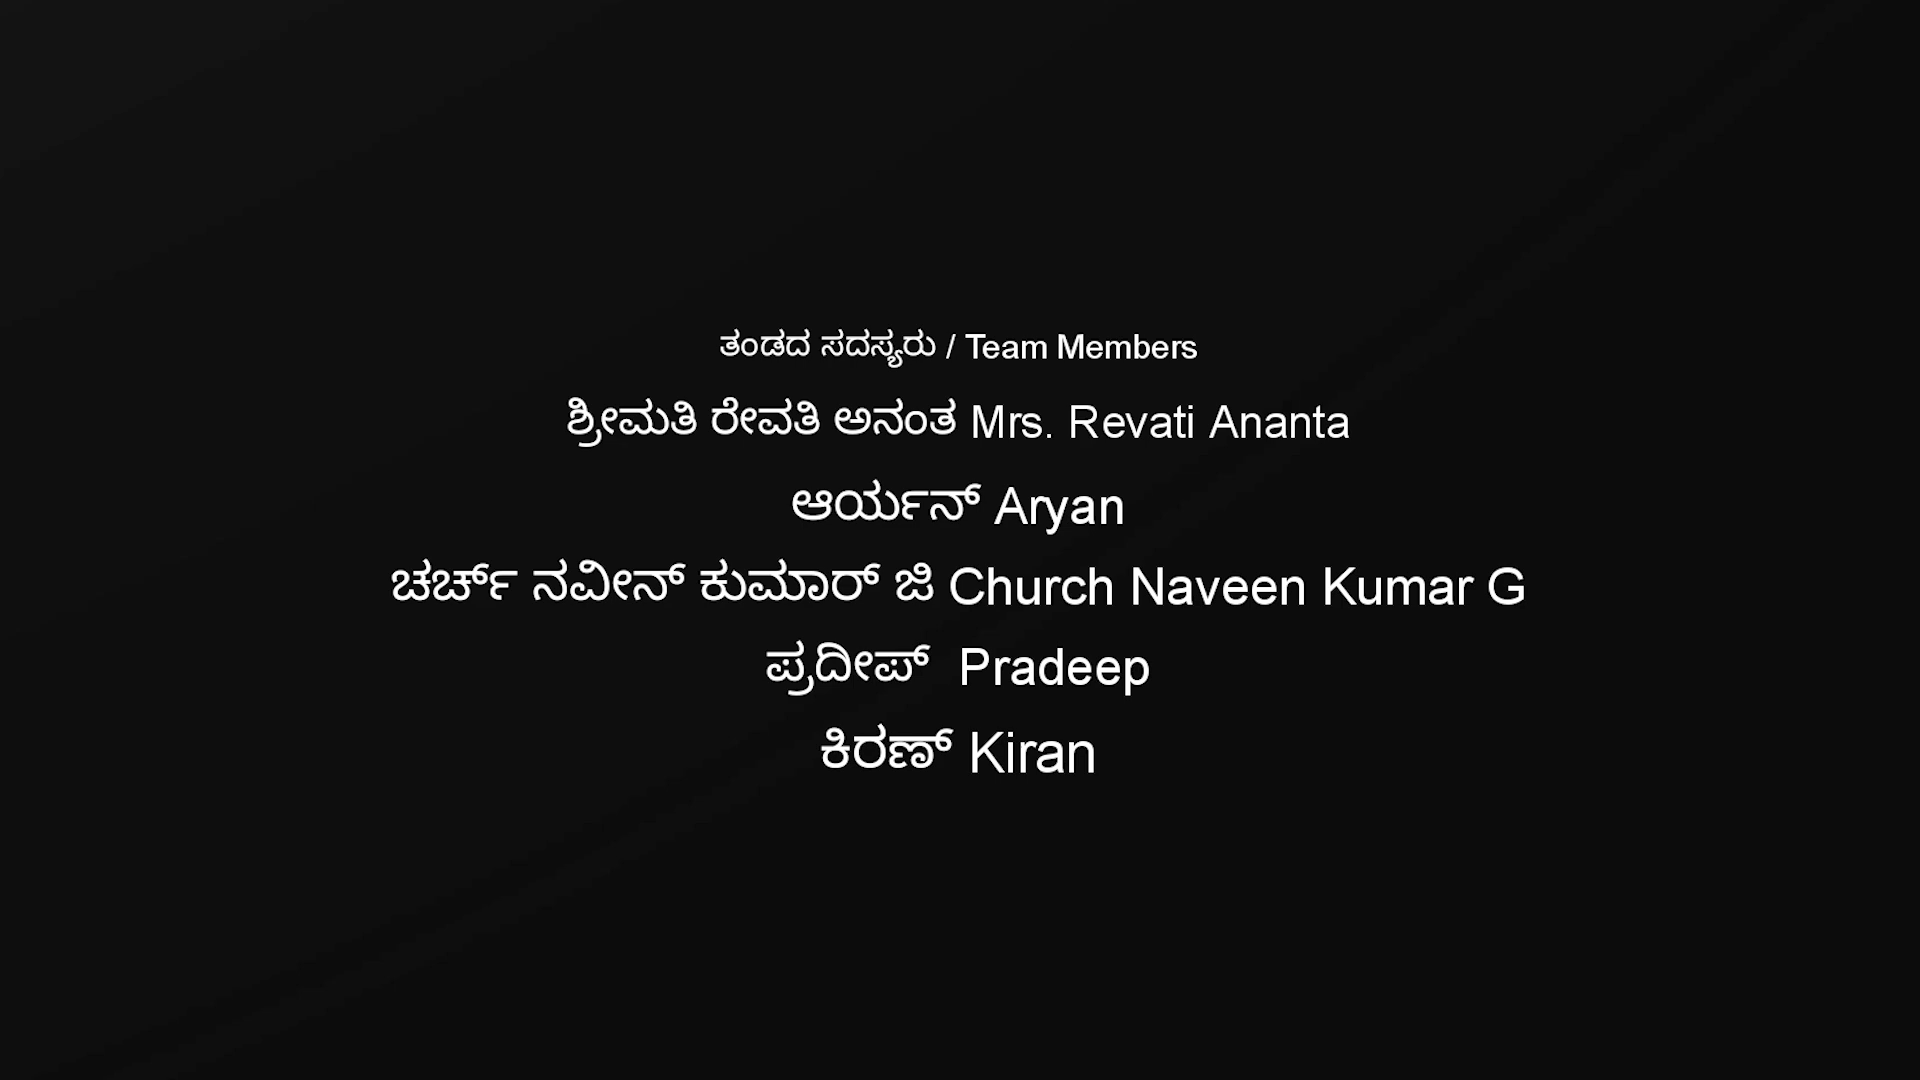 ತಂಡದ ಸದಸ್ಯರು / Team Members
ಶ್ರೀಮತಿ ರೇವತಿ ಅನಂತ Mrs. Revati Ananta
ಆರ್ಯನ್ Aryan
ಚರ್ಚ್ ನವೀನ್ ಕುಮಾರ್ ಜಿ Church Naveen Kumar G
ಪ್ರದೀಪ್  Pradeep
ಕಿರಣ್ Kiran